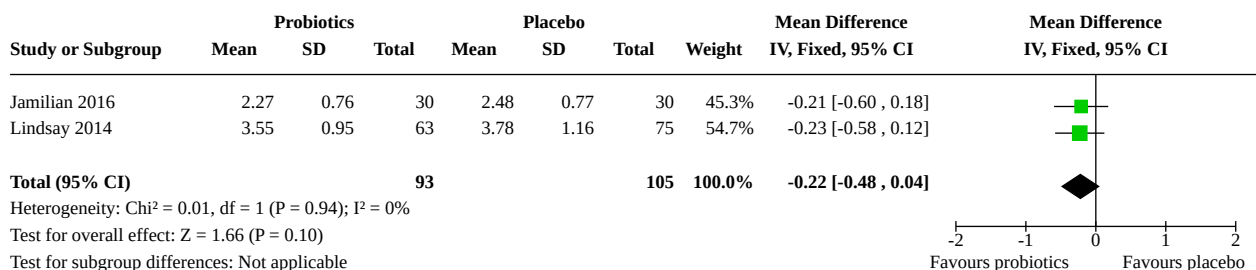 Probiotics Placebo Mean Difference Mean Difference
Study or Subgroup Mean SD Total Mean SD Total Weight IV, Fixed, 95% CI IV, Fixed, 95% CI
Jamilian 2016 2.27 0.76 30 2.48 0.77 30 45.3% -0.21 [-0.60 , 0.18]
Lindsay 2014 3.55 0.95 63 3.78 1.16 75 54.7% -0.23 [-0.58 , 0.12]
Total (95% CI) 93 105 100.0% -0.22 [-0.48 , 0.04]
Heterogeneity: Chi² = 0.01, df = 1 (P = 0.94); I² = 0%
Test for overall effect: Z = 1.66 (P = 0.10)
-2 -1 0 1 2
Test for subgroup differences: Not applicable Favours probiotics Favours placebo